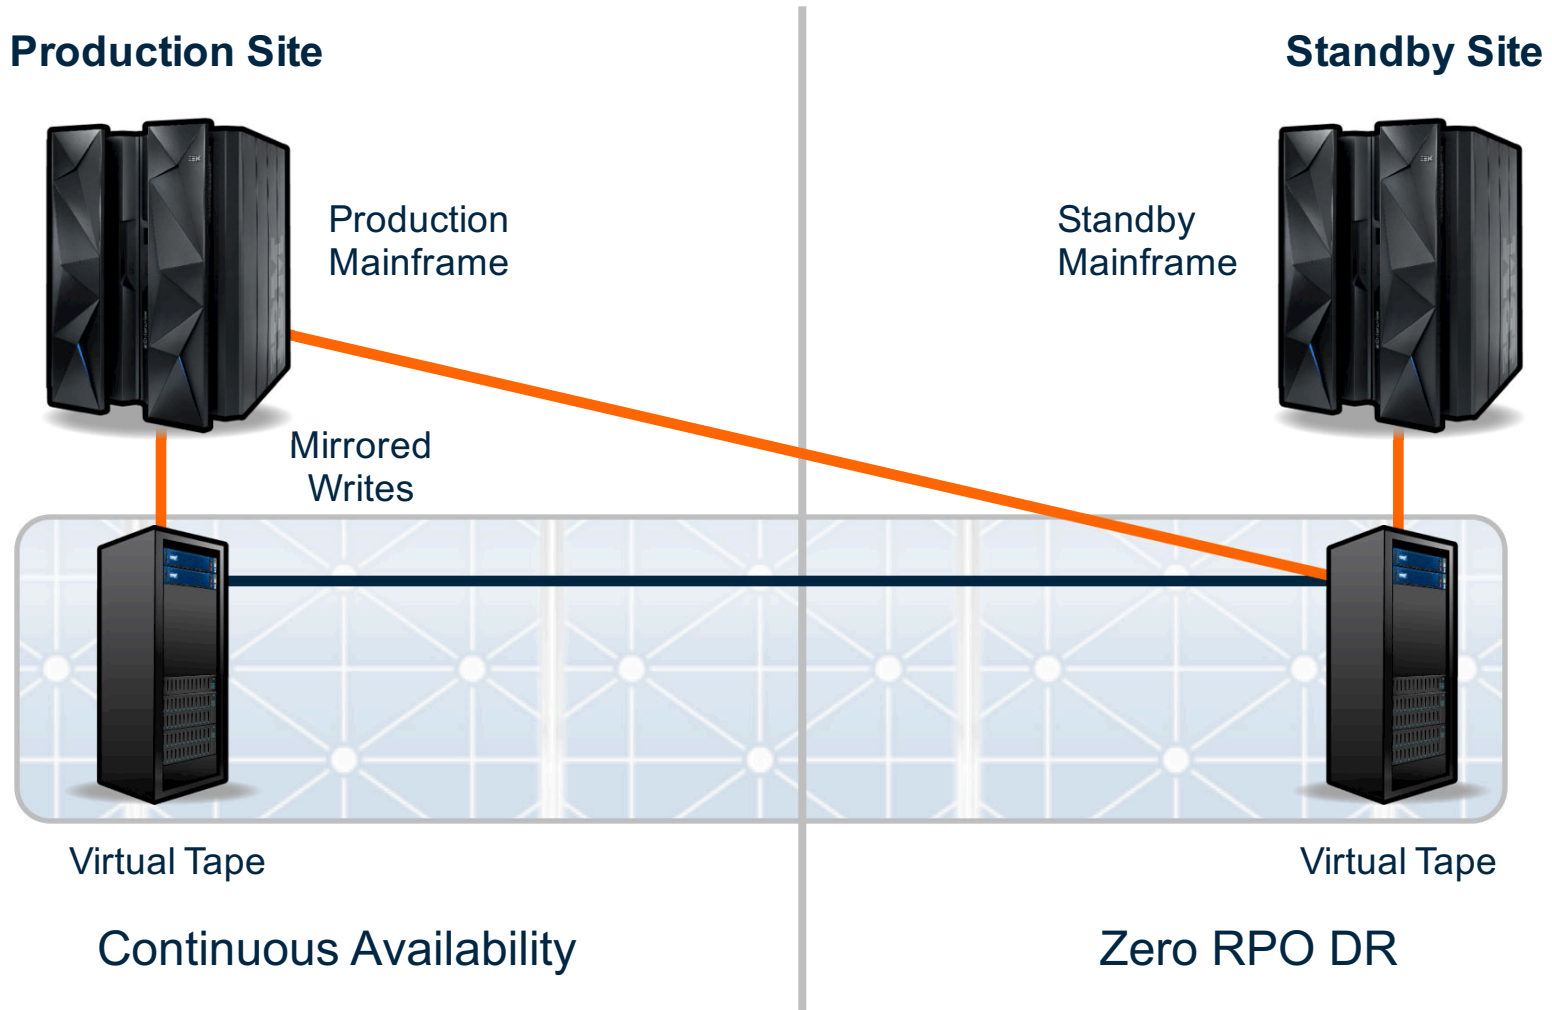 Production Site
Standby Site
Production
Mainframe
Standby
Mainframe
Mirrored
Writes
Virtual Tape
Virtual Tape
Continuous Availability
Zero RPO DR